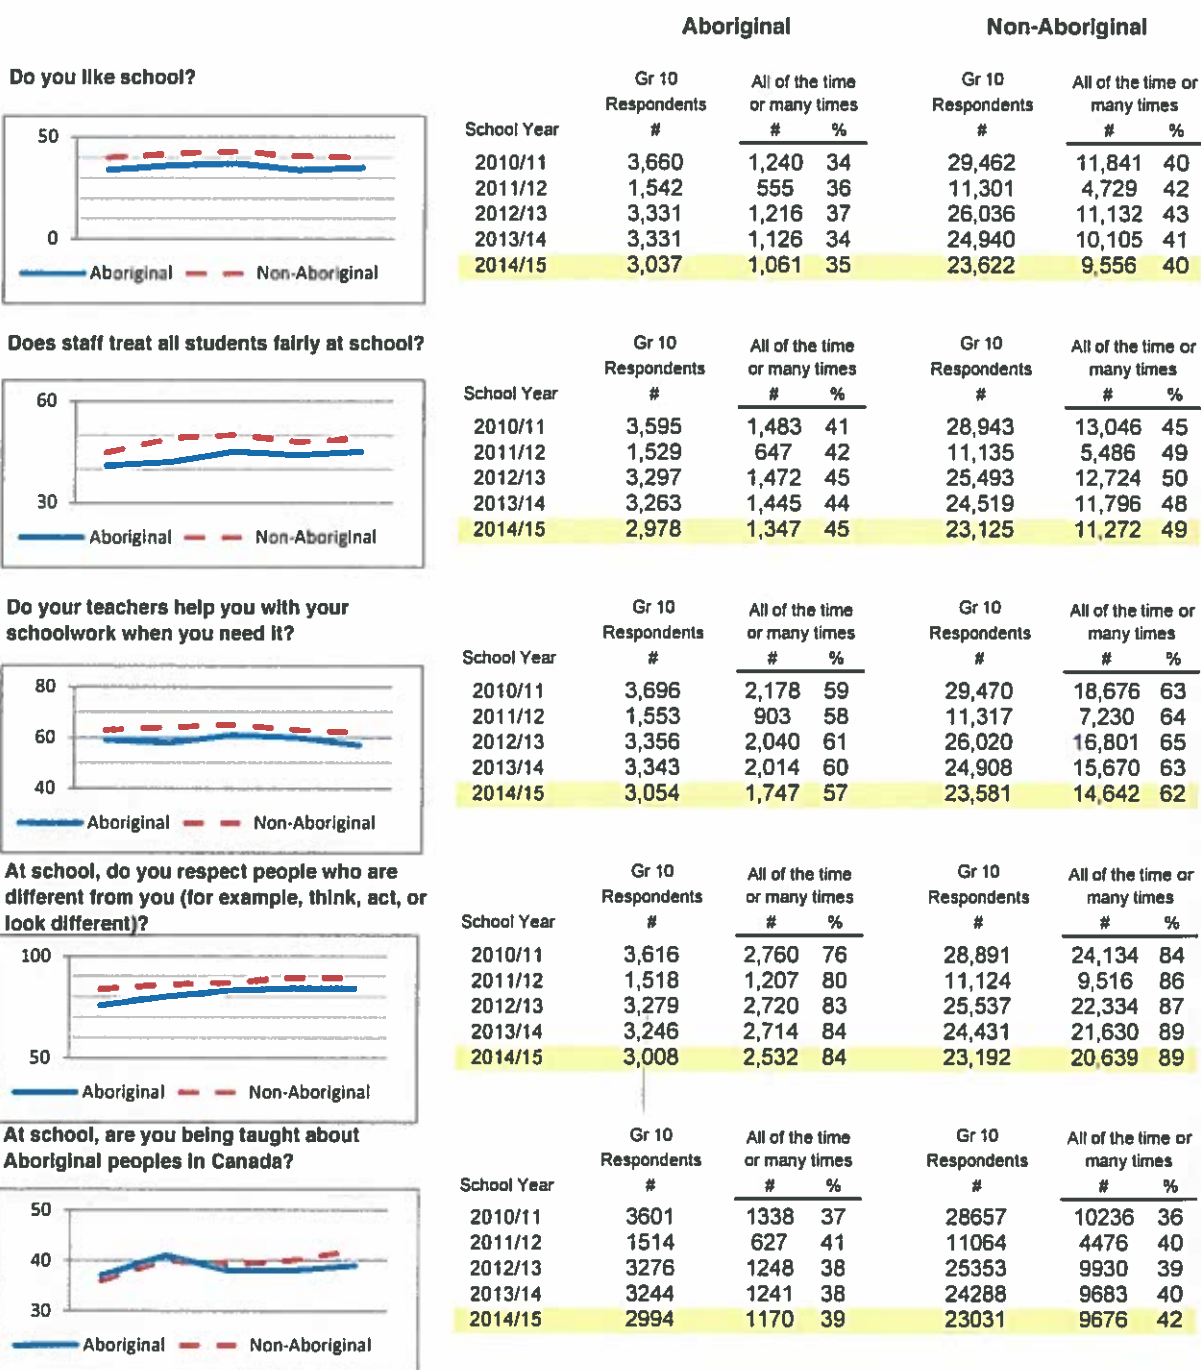 Aboriginal Non-Aboriginal
Do you like school?
Gr 10 All of the time Gr 10 All of the time or
Respondents or many times Respondents many times
School Year # # % # # %
50
0
Aboriginal Non-Aboriginal
2010/11 3,660 1,240 34 29,462 11,841 40
2011/12 1,542 555 36 11,301 4,729 42
2012/13 3,331 1,216 37 26,036 11,132 43
2013/14 3,331 1,126 34 24,940 10,105 41
2014/15 3,037 1,061 35 23,622 9,556 40
Does staff treat all students fairly at school?
Gr 10 All of the time Gr 10 All of the time or
Respondents or many times Respondents many times
School Year # # % # # %
60
30
Aboriginal Non-Aboriginal
2010/11 3,595 1,483 41 28,943 13,046 45
2011/12 1,529 647 42 11,135 5,486 49
2012/13 3,297 1,472 45 25,493 12,724 50
2013/14 3,263 1,445 44 24,519 11,796 48
2014/15 2,978 1,347 45 23,125 11,272 49
Do your teachers help you with your
schoolwork when you need it?
Gr 10 All of the time Gr 10 All of the time or
Respondents or many times Respondents many times
School Year # # % # # %
80
60
40
Aboriginal Non-Aboriginal
2010/11 3,696 2,178 59 29,470 18,676 63
2011/12 1,553 903 58 11,317 7,230 64
2012/13 3,356 2,040 61 26,020 16,801 65
2013/14 3,343 2,014 60 24,908 15,670 63
2014/15 3,054 1,747 57 23,581 14,642 62
At school, do you respect people who are
different from you (for example, think, act, or
look different)?
Gr 10 All of the time Gr 10 All of the time or
Respondents or many times Respondents many times
School Year # # % # # %
100
50
Aboriginal Non-Aboriginal
2010/11 3,616 2,760 76 28,891 24,134 84
2011/12 1,518 1,207 80 11,124 9,516 86
2012/13 3,279 2,720 83 25,537 22,334 87
2013/14 3,246 2,714 84 24,431 21,630 89
2014/15 3,008 2,532 84 23,192 20,639 89
At school, are you being taught about
Aboriginal peoples in Canada?
Gr 10 All of the time Gr 10 All of the time or
Respondents or many times Respondents many times
School Year # # % # # %
50
40
30
Aboriginal Non-Aboriginal
2010/11 3601 1338 37 28657 10236 36
2011/12 1514 627 41 11064 4476 40
2012/13 3276 1248 38 25353 9930 39
2013/14 3244 1241 38 24288 9683 40
2014/15 2994 1170 39 23031 9676 42